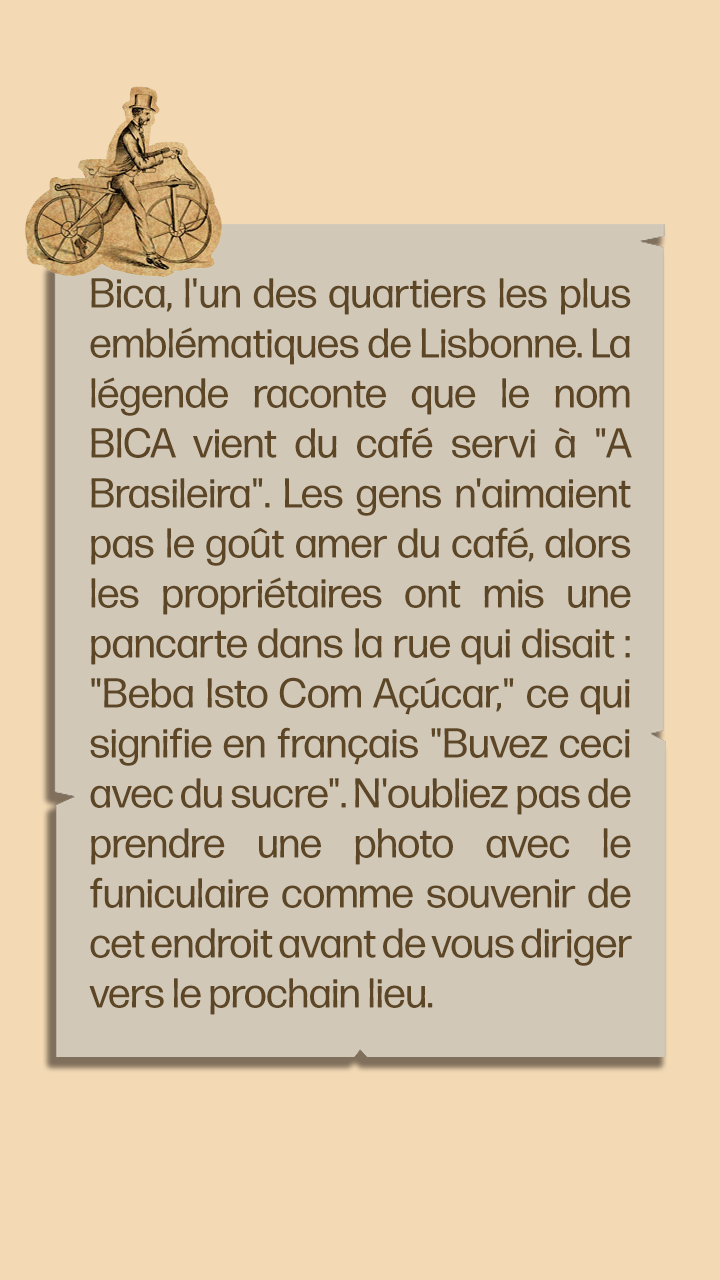 Bica, l'un des quartiers les plus
emblématiques de Lisbonne. La
légende raconte que le nom
BICA vient du café servi à "A
Brasileira". Les gens n'aimaient
pas le goût amer du café, alors
les propriétaires ont mis une
pancarte dans la rue qui disait :
"Beba Isto Com Açúcar," ce qui
signifie en français "Buvez ceci
avec du sucre". N'oubliez pas de
prendre une photo avec le
funiculaire comme souvenir de
cet endroit avant de vous diriger
vers le prochain lieu.